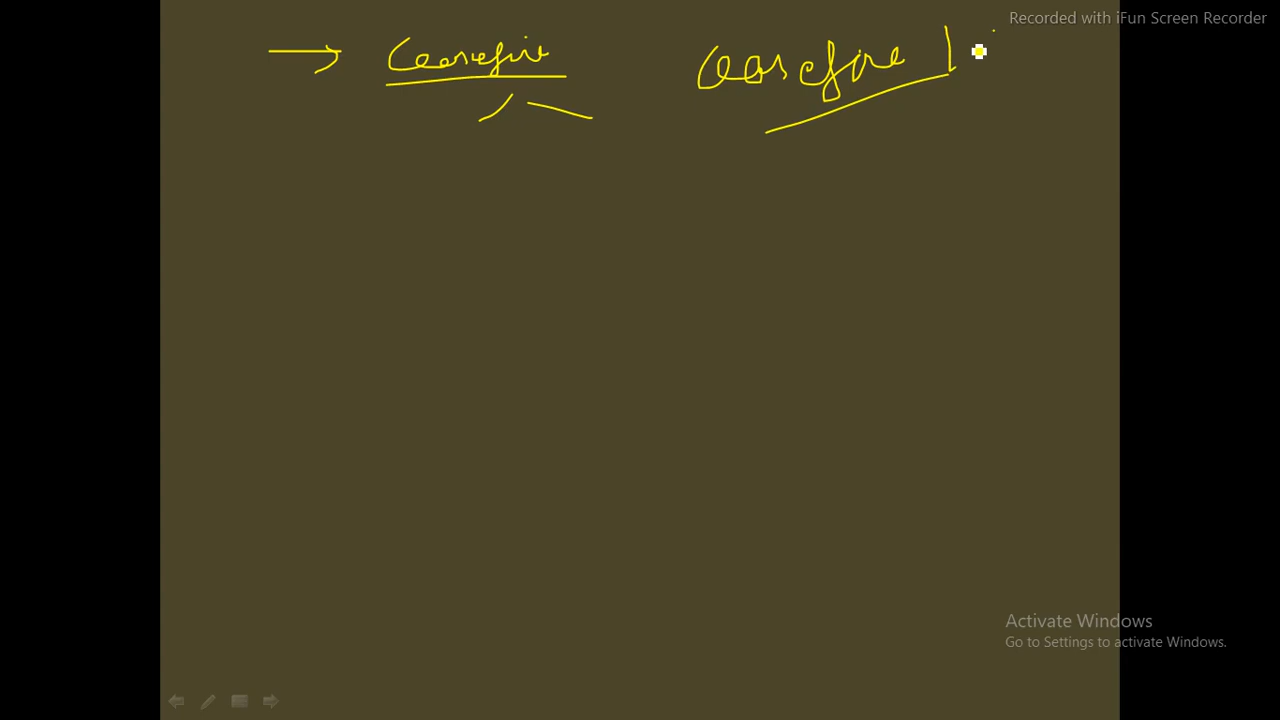 Recorded with iFun Screen Recorder
→ Ceasefire ceasefire
Activate Windows
Go to Settings to activate Windows.